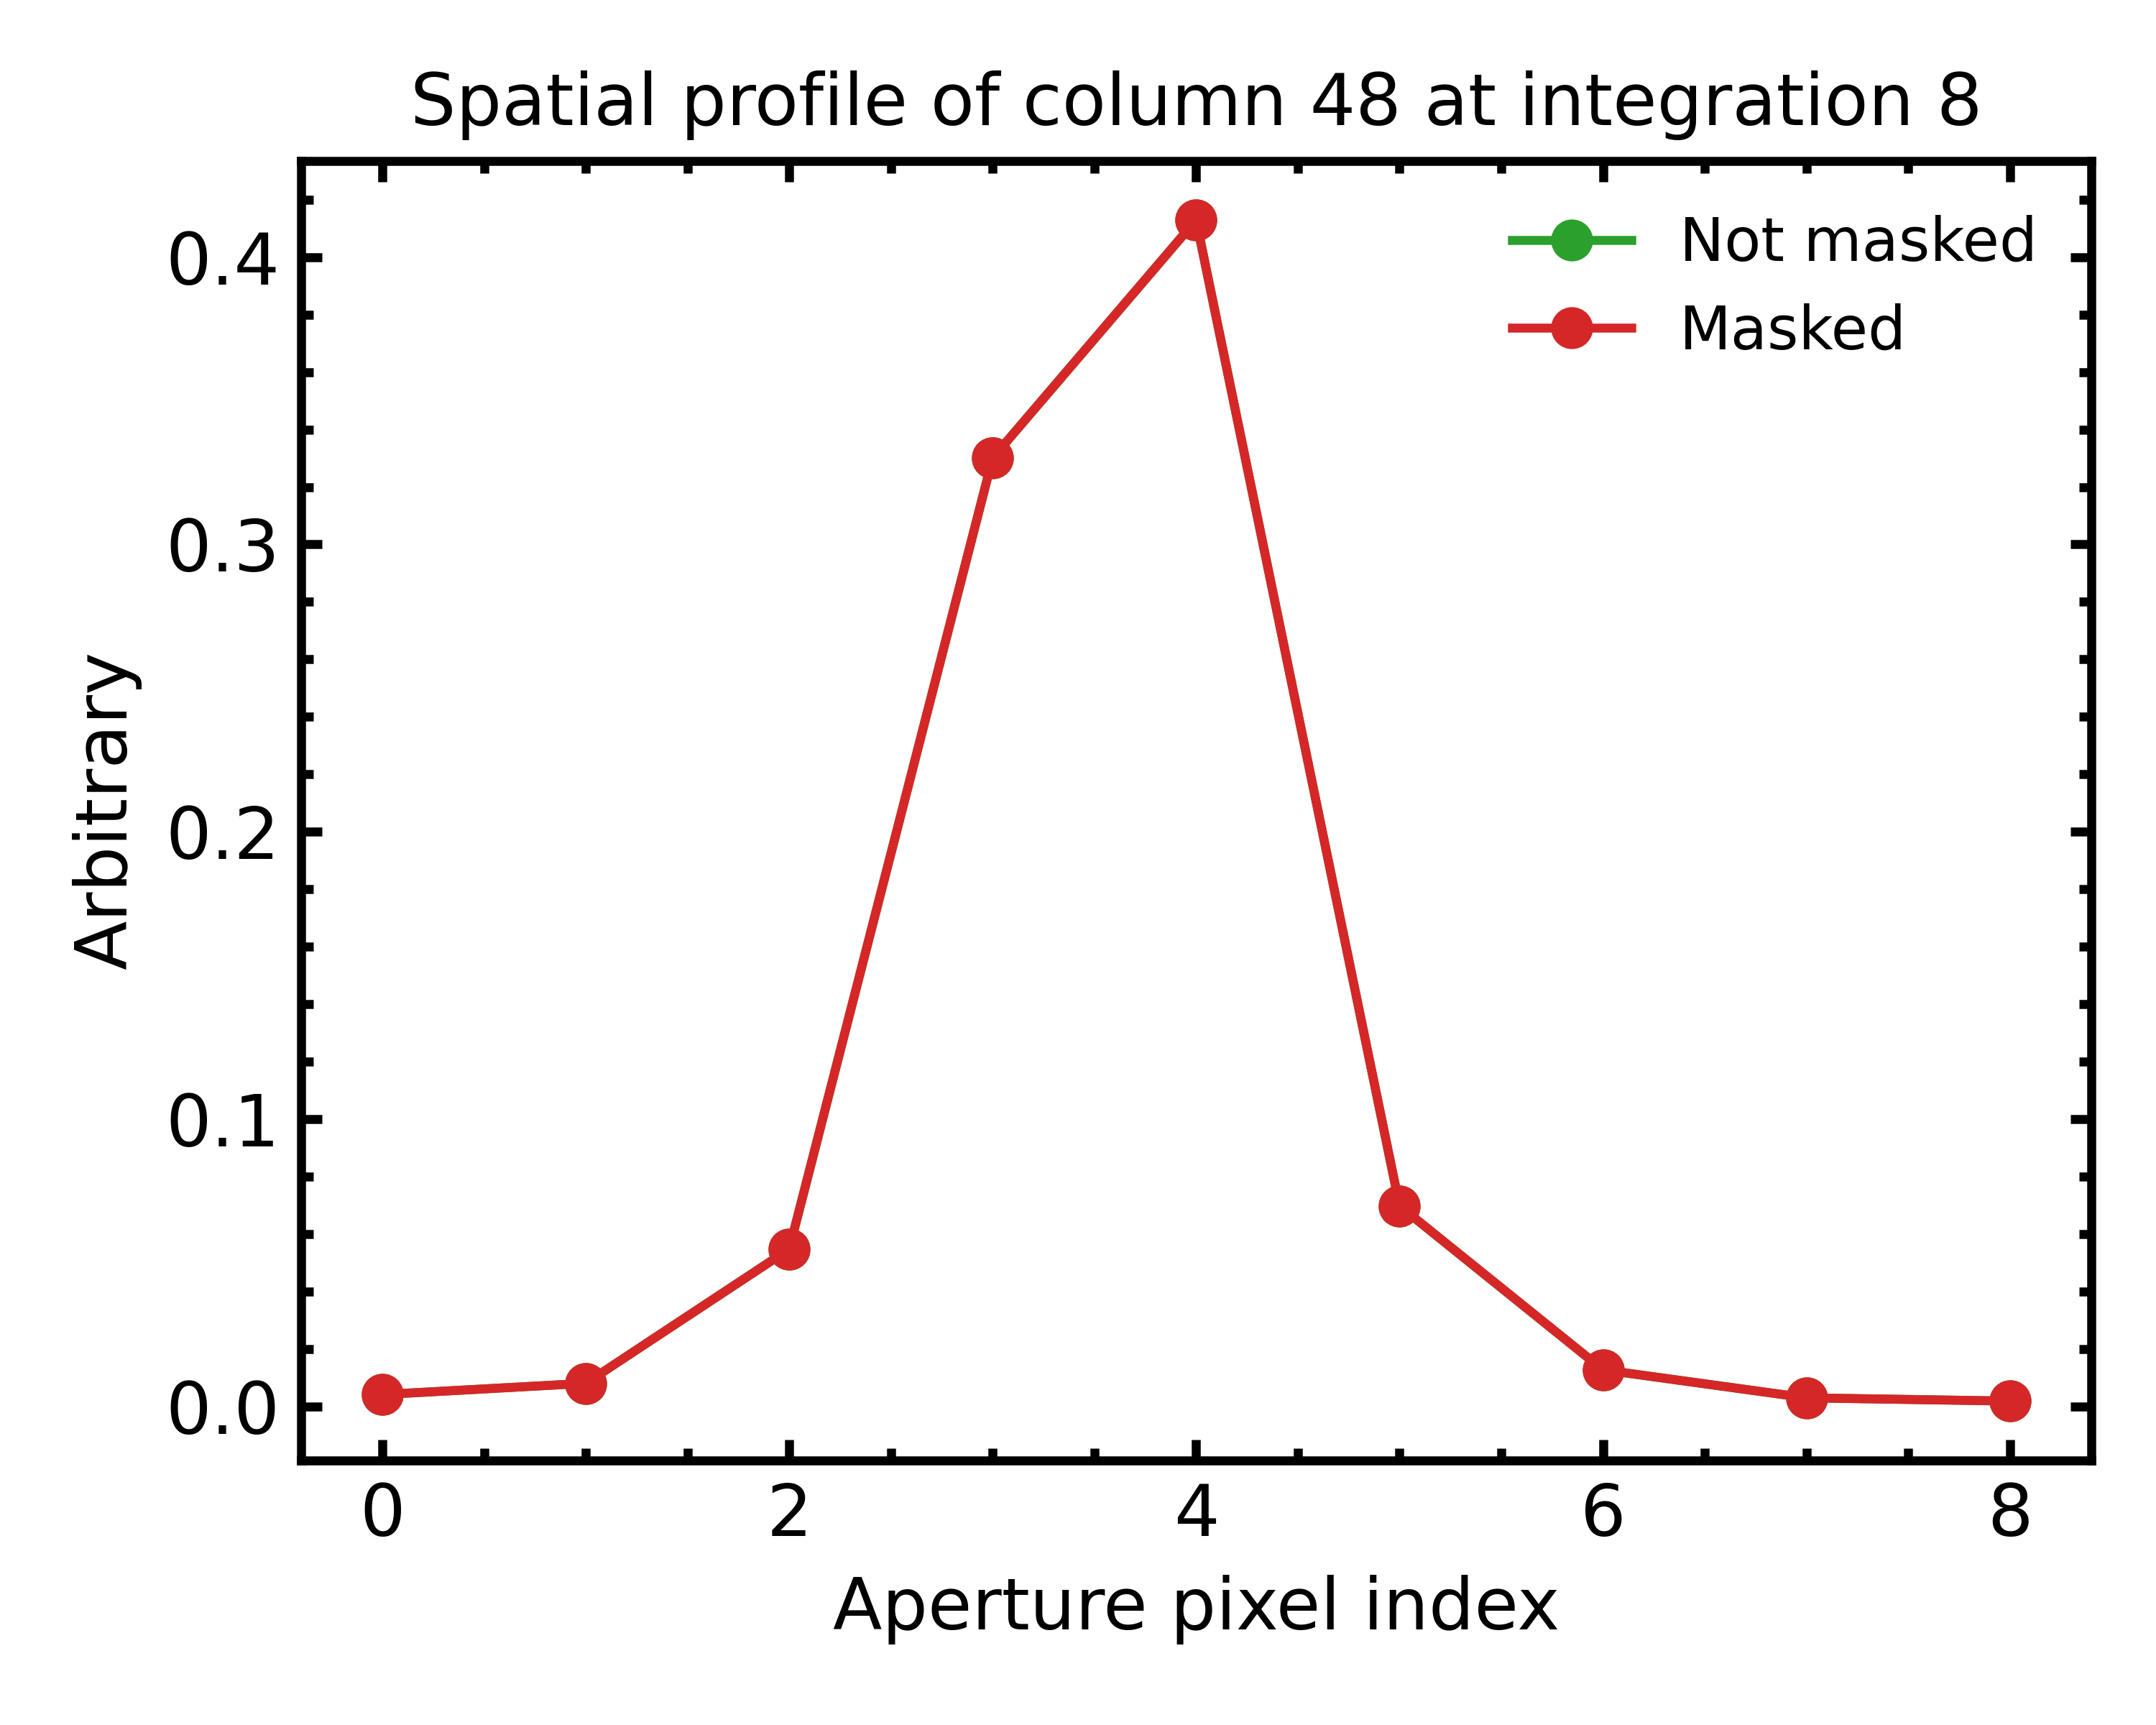 Spatial profile of column 48 at integration 8
Not masked
Masked
0.4
0.3
0.2
0.1
0.0
Arbitrary
0 2 4 6 8
Aperture pixel index